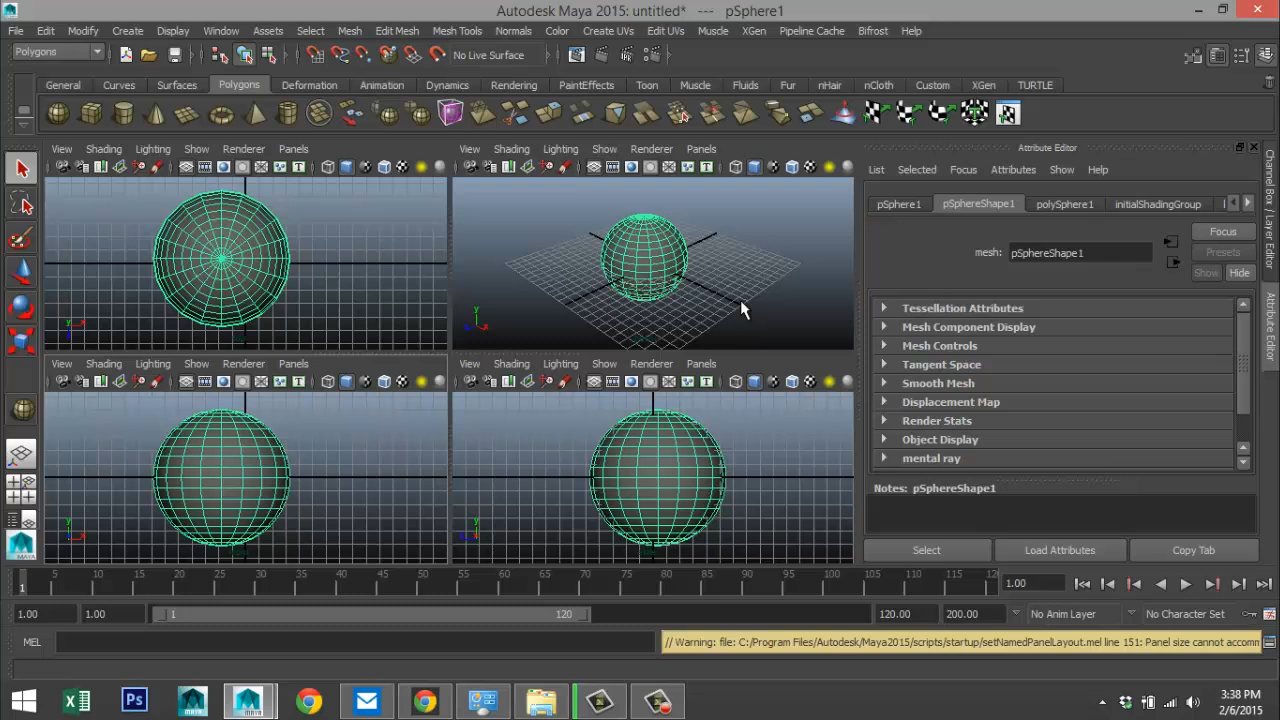 Autodesk Maya 2015: untitled* --- pSphere1
File Edit Modify Create Display Window Assets Select Mesh Edit Mesh Mesh Tools Normals Color Create UVs Edit UVs Muscle XGen Pipeline Cache Bifrost Help
Polygons No Live Surface
General Curves Surfaces Polygons Deformation Animation Dynamics Rendering PaintEffects Toon Muscle Fluids Fur nHair nCloth Custom XGen TURTLE
View Shading Lighting Show Renderer Panels
View Shading Lighting Show Renderer Panels
Attribute Editor
List Selected Focus Attributes Show Help
pSphere1 pSphereShape1 polySphere1 initialShadingGroup
Focus
mesh: pSphereShape1 Presets
Show Hide
Tessellation Attributes
Mesh Component Display
Mesh Controls
Tangent Space
Smooth Mesh
Displacement Map
Render Stats
Object Display
mental ray
Notes: pSphereShape1
Select Load Attributes Copy Tab
Channel Box / Layer Editor
Attribute Editor
View Shading Lighting Show Renderer Panels
View Shading Lighting Show Renderer Panels
1 5 10 15 20 25 30 35 40 45 50 55 60 65 70 75 80 85 90 95 100 105 110 115 12 1.00
1.00 1.00 1 120 120.00 200.00 No Anim Layer No Character Set
MEL // Warning: file: C:/Program Files/Autodesk/Maya2015/scripts/startup/setNamedPanelLayout.mel line 151: Panel size cannot accomm
3:38 PM
2/6/2015